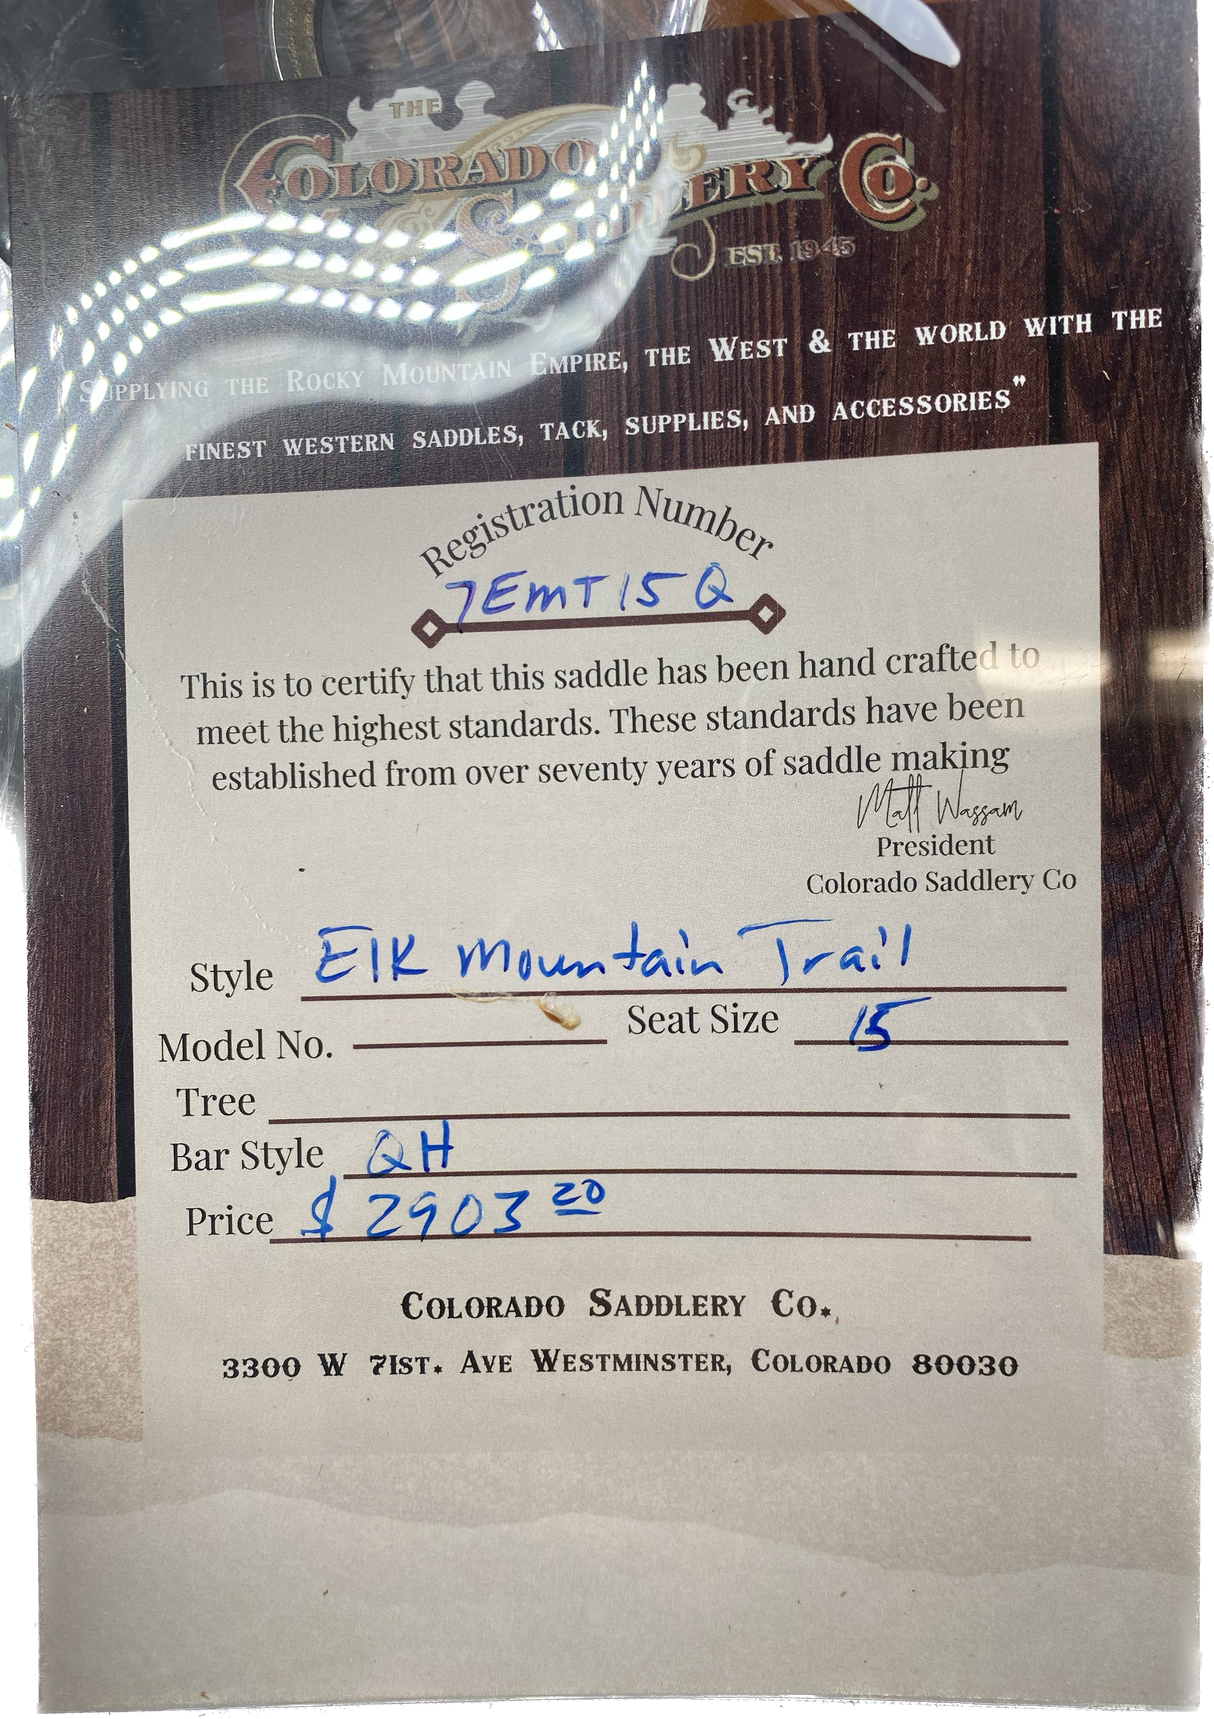 THE
COLORADO
SADDLERY CO.
EST. 1945
SUPPLYING THE ROCKY MOUNTAIN EMPIRE, THE WEST & THE WORLD WITH THE
FINEST WESTERN SADDLES, TACK, SUPPLIES, AND ACCESSORIES"
Registration Number
7EMT15Q
This is to certify that this saddle has been hand crafted to
meet the highest standards. These standards have been
established from over seventy years of saddle making
Matt Wassam
President
Colorado Saddlery Co
Style Elk Mountain Trail
Model No. Seat Size 15
Tree
Bar Style QH
Price $ 2903 20
COLORADO SADDLERY CO.
3300 W 71ST. AVE WESTMINSTER, COLORADO 80030